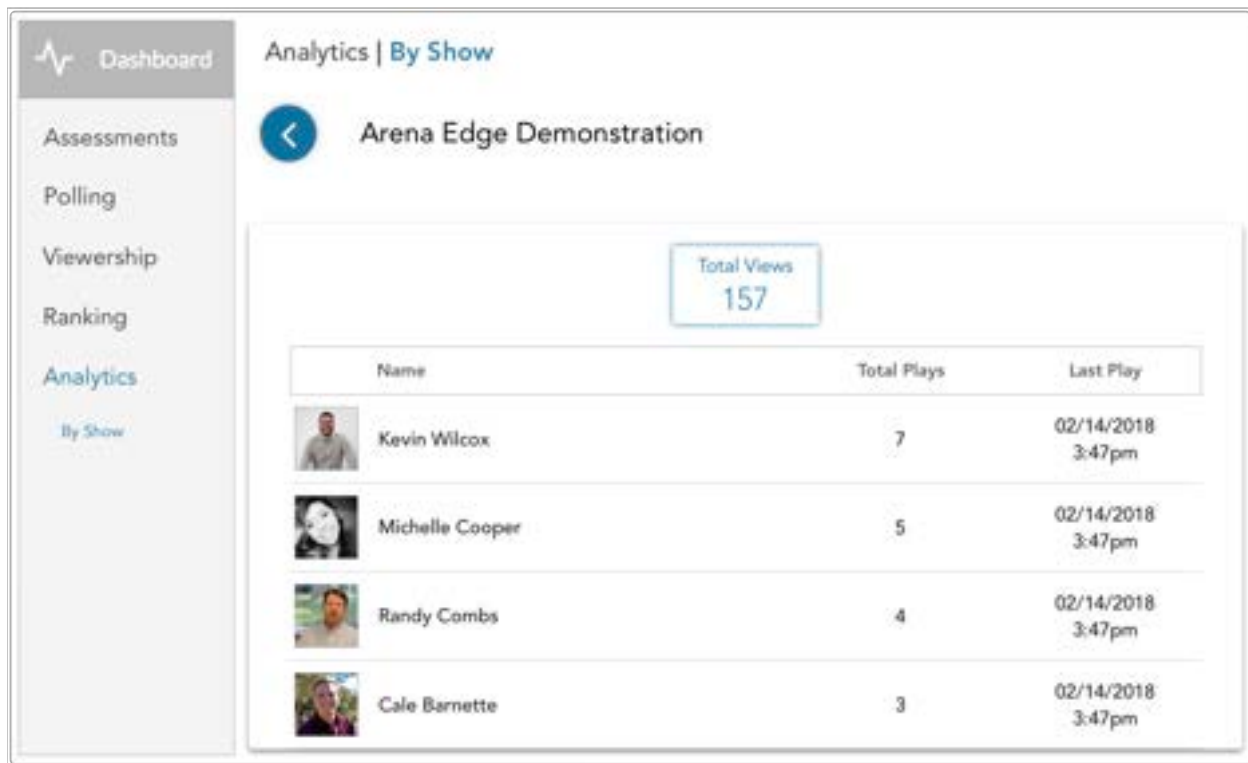 Dashboard
Analytics | By Show
Assessments
Arena Edge Demonstration
Polling
Viewership
Ranking
Analytics
By Show
Total Views
157
Name Total Plays Last Play
Kevin Wilcox 7 02/14/2018
3:47pm
Michelle Cooper 5 02/14/2018
3:47pm
Randy Combs 4 02/14/2018
3:47pm
Cale Barnette 3 02/14/2018
3:47pm